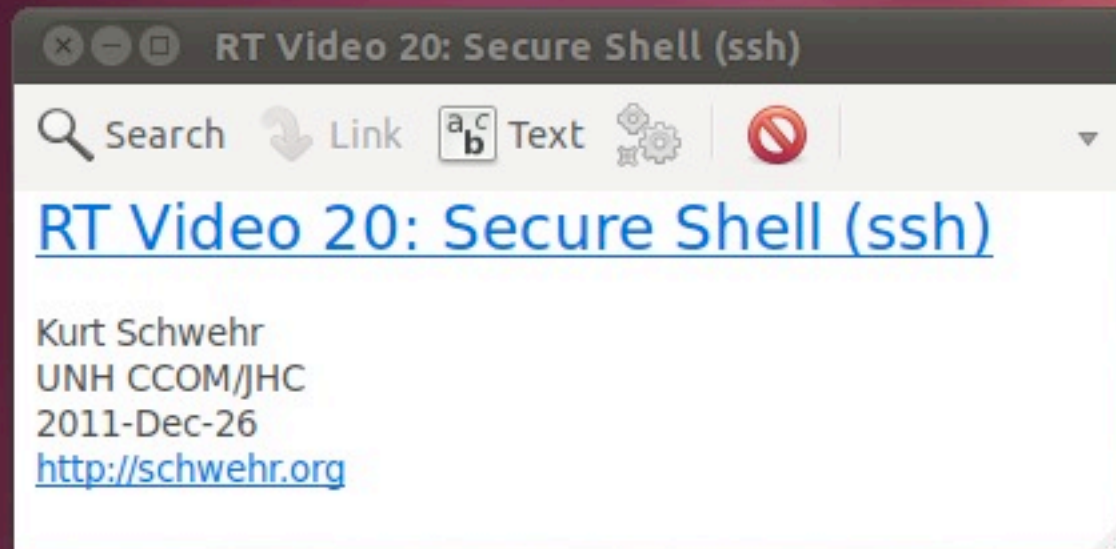 RT Video 20: Secure Shell (ssh)
Search Link abc Text
RT Video 20: Secure Shell (ssh)
Kurt Schwehr
UNH CCOM/JHC
2011-Dec-26
http://schwehr.org